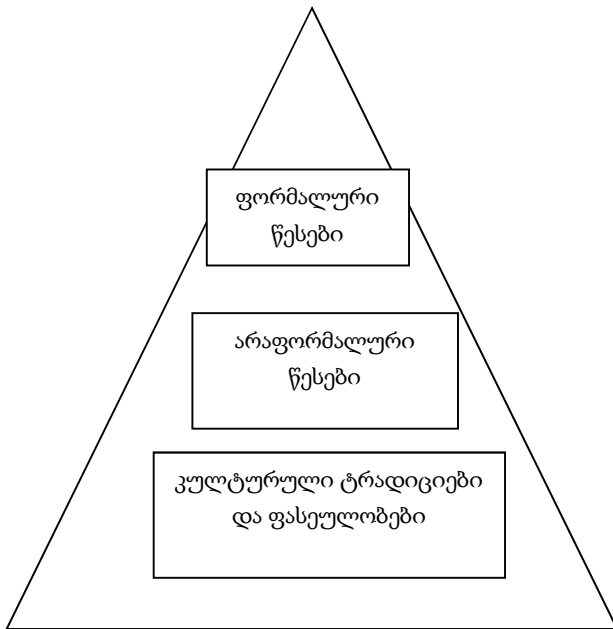 ფორმალური
წესები
არაფორმალური
წესები
კულტურული ტრადიციები
და ფასეულობები